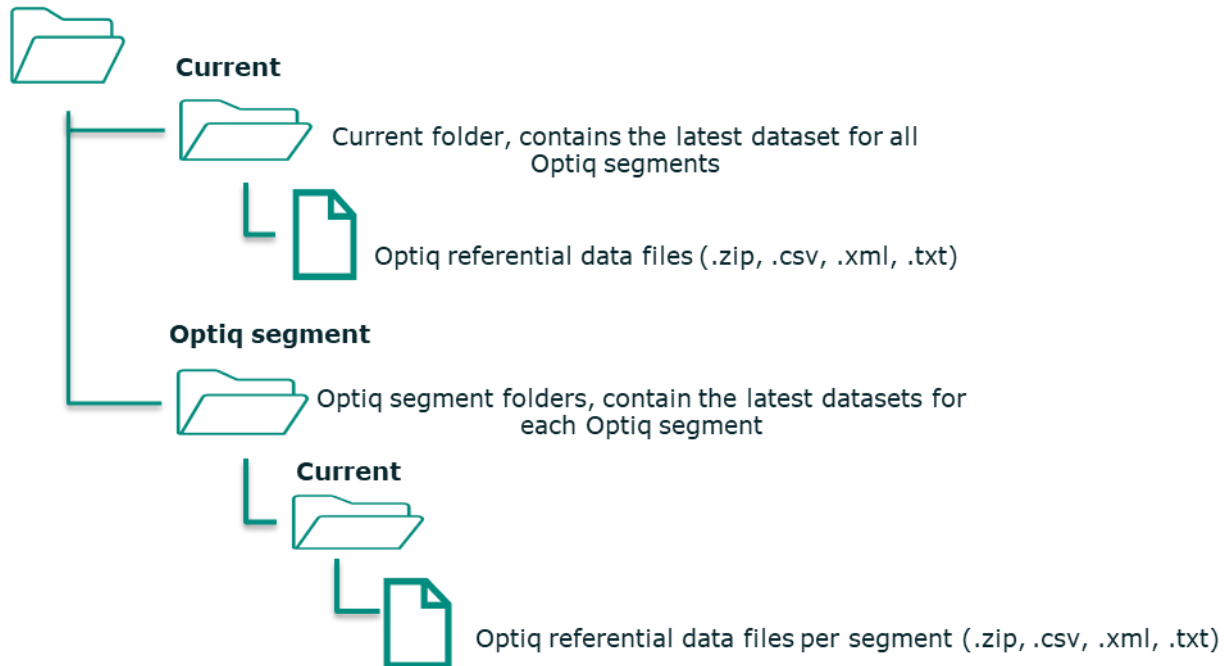 Current
Current folder, contains the latest dataset for all
Optiq segments
Optiq referential data files (.zip, .csv, .xml, .txt)
Optiq segment
Optiq segment folders, contain the latest datasets for
each Optiq segment
Current
Optiq referential data files per segment (.zip, .csv, .xml, .txt)